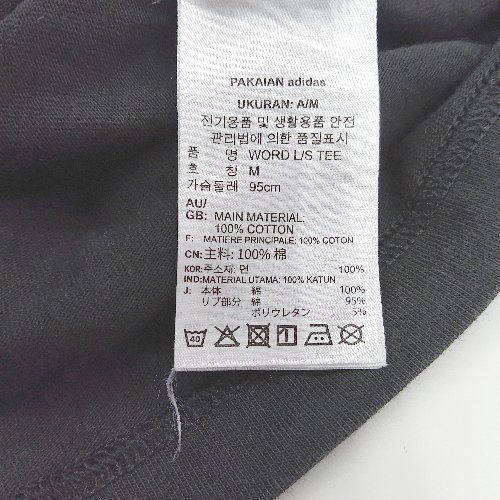 PAKAIAN adidas
UKURAN: A/M
전기용품 및 생활용품 안전
관리법에 의한 품질표시
품 명 WORD L/S TEE
호 칭 M
가슴둘레 95cm
AU/
GB: MAIN MATERIAL:
100% COTTON
F: MATIERE PRINCIPALE: 100% COTON
CN: 主料: 100% 棉
KOR: 주소재: 면 100%
IND: MATERIAL UTAMA: 100% KATUN
J: 本体 綿 100%
リブ部分 綿 95%
ポリウレタン 5%
40